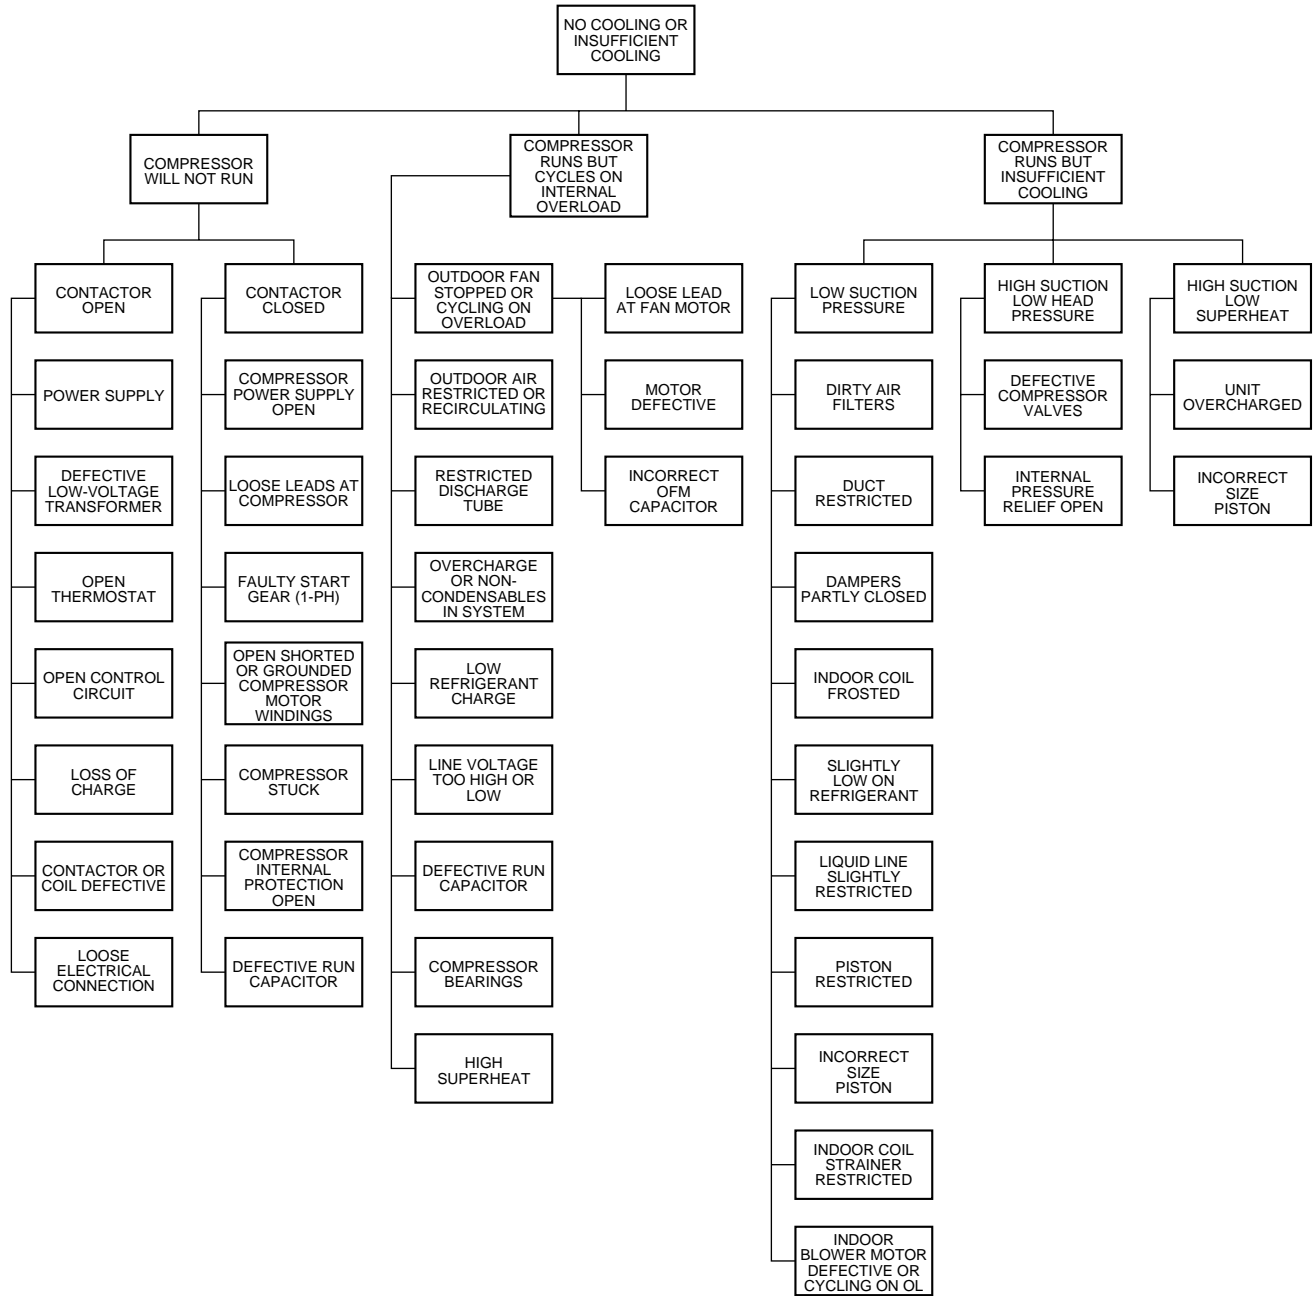 NO COOLING OR
INSUFFICIENT
COOLING
COMPRESSOR
WILL NOT RUN
COMPRESSOR
RUNS BUT
CYCLES ON
INTERNAL
OVERLOAD
COMPRESSOR
RUNS BUT
INSUFFICIENT
COOLING
CONTACTOR
OPEN
POWER SUPPLY
DEFECTIVE
LOW-VOLTAGE
TRANSFORMER
OPEN
THERMOSTAT
OPEN CONTROL
CIRCUIT
LOSS OF
CHARGE
CONTACTOR OR
COIL DEFECTIVE
LOOSE
ELECTRICAL
CONNECTION
CONTACTOR
CLOSED
COMPRESSOR
POWER SUPPLY
OPEN
LOOSE LEADS AT
COMPRESSOR
FAULTY START
GEAR (1-PH)
OPEN SHORTED
OR GROUNDED
COMPRESSOR
MOTOR
WINDINGS
COMPRESSOR
STUCK
COMPRESSOR
INTERNAL
PROTECTION
OPEN
DEFECTIVE RUN
CAPACITOR
OUTDOOR FAN
STOPPED OR
CYCLING ON
OVERLOAD
OUTDOOR AIR
RESTRICTED OR
RECIRCULATING
RESTRICTED
DISCHARGE
TUBE
OVERCHARGE
OR NON-
CONDENSABLES
IN SYSTEM
LOW
REFRIGERANT
CHARGE
LINE VOLTAGE
TOO HIGH OR
LOW
DEFECTIVE RUN
CAPACITOR
COMPRESSOR
BEARINGS
HIGH
SUPERHEAT
LOOSE LEAD
AT FAN MOTOR
MOTOR
DEFECTIVE
INCORRECT
OFM
CAPACITOR
LOW SUCTION
PRESSURE
DIRTY AIR
FILTERS
DUCT
RESTRICTED
DAMPERS
PARTLY CLOSED
INDOOR COIL
FROSTED
SLIGHTLY
LOW ON
REFRIGERANT
LIQUID LINE
SLIGHTLY
RESTRICTED
PISTON
RESTRICTED
INCORRECT
SIZE
PISTON
INDOOR COIL
STRAINER
RESTRICTED
INDOOR
BLOWER MOTOR
DEFECTIVE OR
CYCLING ON OL
HIGH SUCTION
LOW HEAD
PRESSURE
DEFECTIVE
COMPRESSOR
VALVES
INTERNAL
PRESSURE
RELIEF OPEN
HIGH SUCTION
LOW
SUPERHEAT
UNIT
OVERCHARGED
INCORRECT
SIZE
PISTON